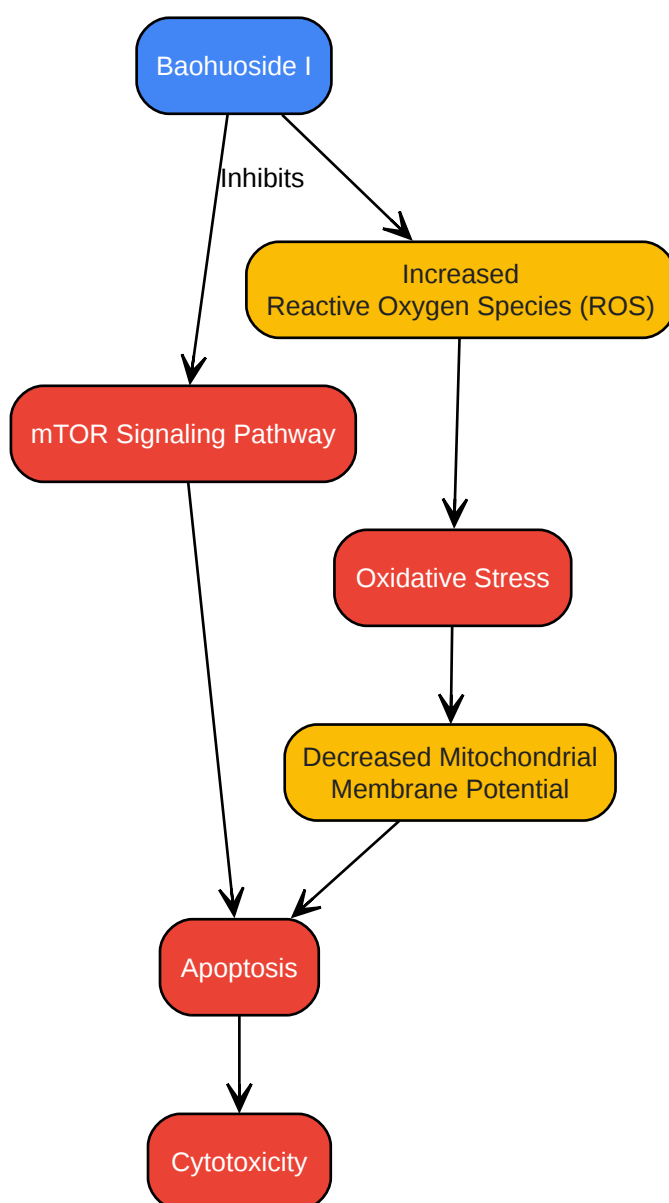 Baohuoside I
Inhibits
Increased
Reactive Oxygen Species (ROS)
mTOR Signaling Pathway
Oxidative Stress
Decreased Mitochondrial
Membrane Potential
Apoptosis
Cytotoxicity